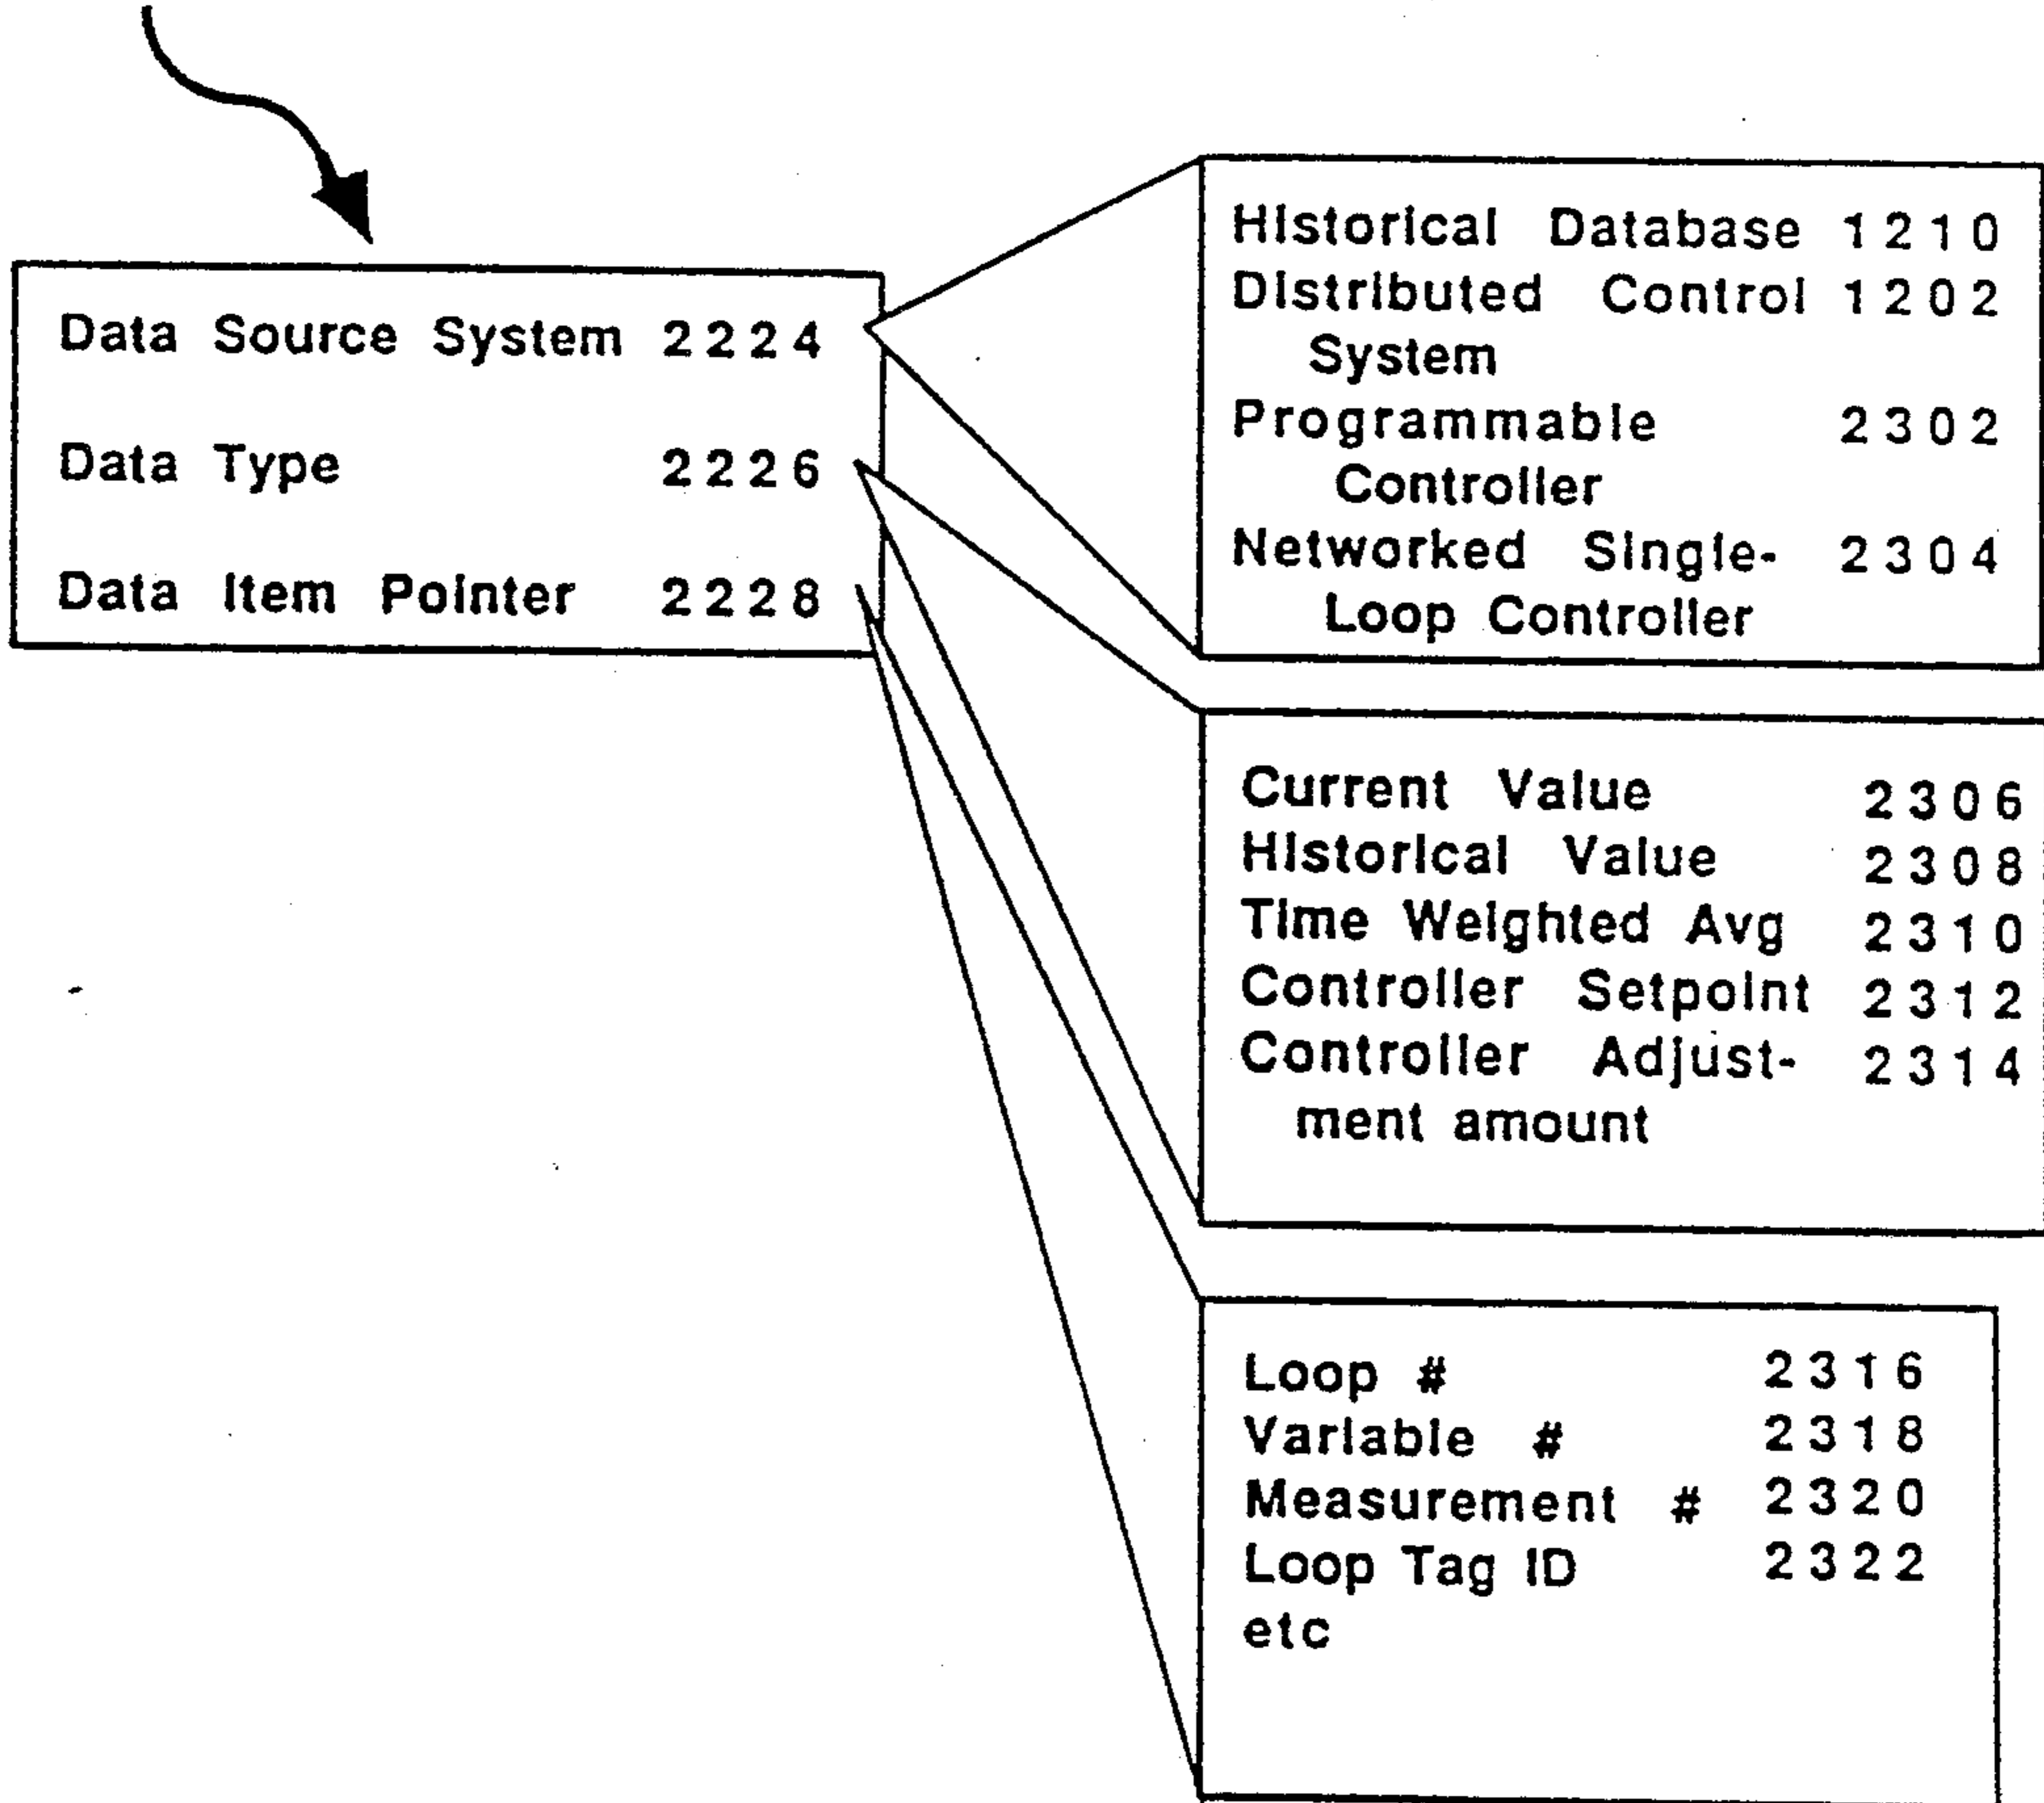 Data Source System 2224
Data Type 2226
Data Item Pointer 2228
Historical Database 1210
Distributed Control 1202
System
Programmable 2302
Controller
Networked Single- 2304
Loop Controller
Current Value 2306
Historical Value 2308
Time Weighted Avg 2310
Controller Setpoint 2312
Controller Adjust- 2314
ment amount
Loop # 2316
Variable # 2318
Measurement # 2320
Loop Tag ID 2322
etc